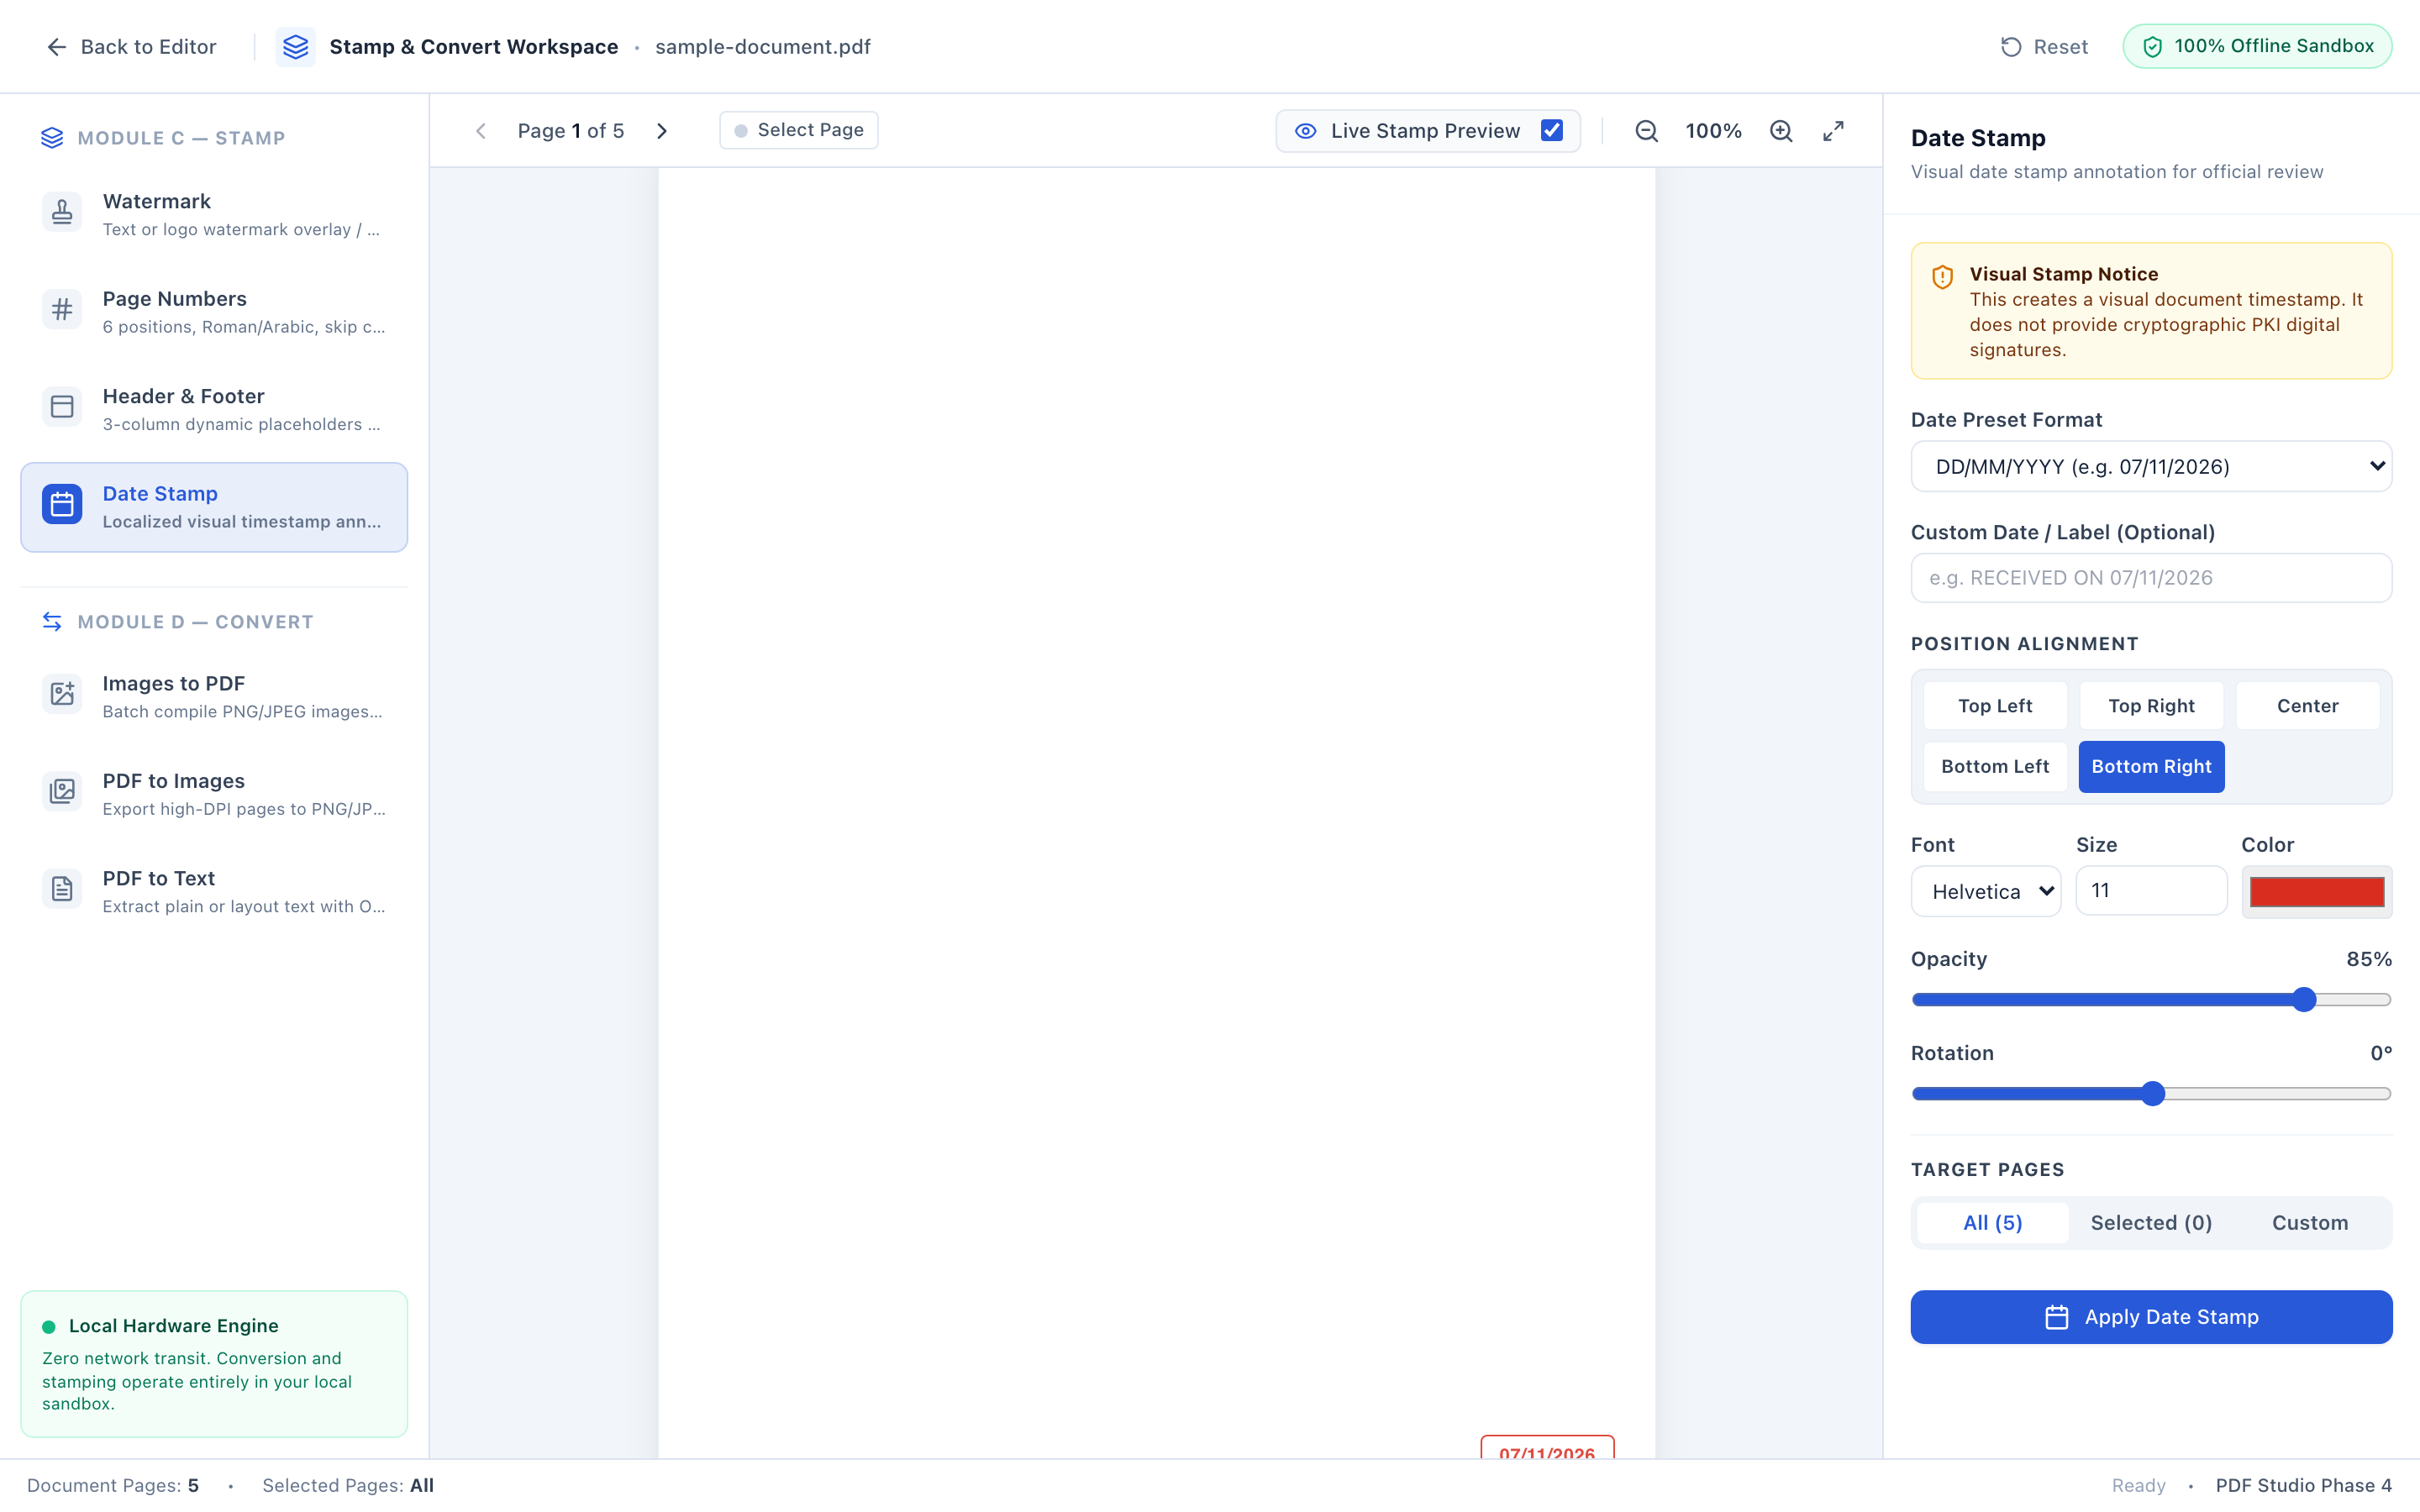 Back to Editor
Stamp & Convert Workspace • sample-document.pdf
Reset
100% Offline Sandbox
MODULE C — STAMP
Watermark
Text or logo watermark overlay / ...
Page Numbers
6 positions, Roman/Arabic, skip c...
Header & Footer
3-column dynamic placeholders ...
Date Stamp
Localized visual timestamp ann...
MODULE D — CONVERT
Images to PDF
Batch compile PNG/JPEG images...
PDF to Images
Export high-DPI pages to PNG/JP...
PDF to Text
Extract plain or layout text with O...
Local Hardware Engine
Zero network transit. Conversion and
stamping operate entirely in your local
sandbox.
Page 1 of 5
Select Page
Live Stamp Preview
100%
07/11/2026
Date Stamp
Visual date stamp annotation for official review
Visual Stamp Notice
This creates a visual document timestamp. It
does not provide cryptographic PKI digital
signatures.
Date Preset Format
DD/MM/YYYY (e.g. 07/11/2026)
Custom Date / Label (Optional)
e.g. RECEIVED ON 07/11/2026
POSITION ALIGNMENT
Top Left Top Right Center
Bottom Left Bottom Right
Font Size Color
Helvetica 11
Opacity 85%
Rotation 0°
TARGET PAGES
All (5) Selected (0) Custom
Apply Date Stamp
Document Pages: 5 • Selected Pages: All
Ready • PDF Studio Phase 4